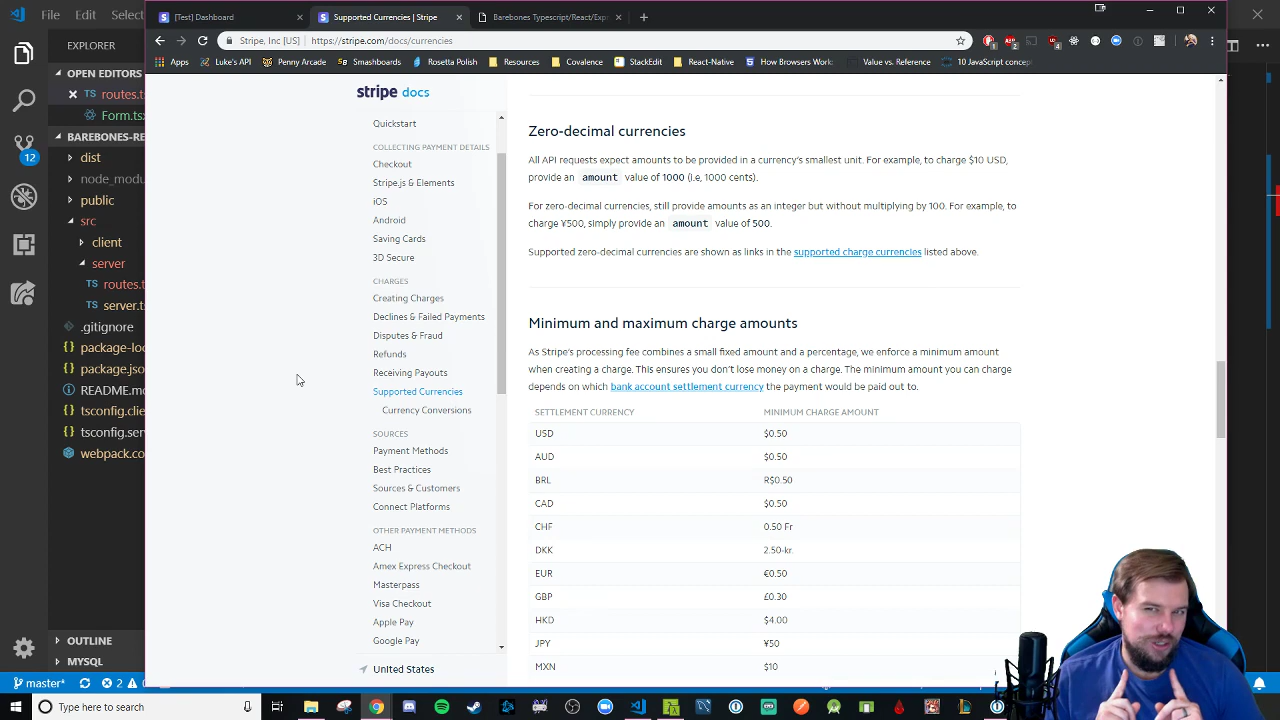 File
Edit
[Test] Dashboard
Supported Currencies | Stripe
Barebones Typescript/React/Exp
Stripe, Inc [US]
https://stripe.com/docs/currencies
Apps
Luke's API
Penny Arcade
Smashboards
Rosetta Polish
Resources
Covalence
StackEdit
React-Native
How Browsers Work:
Value vs. Reference
10 JavaScript concep
EXPLORER
OPEN EDITORS
TS routes.ts
Form.tsx
BAREBONES-RE
dist
node_modu
public
src
client
server
TS routes.t
TS server.ts
.gitignore
package-loc
package.jso
README.m
tsconfig.clie
tsconfig.serv
webpack.co
OUTLINE
MYSQL
12
master*
2
stripe docs
Quickstart
COLLECTING PAYMENT DETAILS
Checkout
Stripe.js & Elements
iOS
Android
Saving Cards
3D Secure
CHARGES
Creating Charges
Declines & Failed Payments
Disputes & Fraud
Refunds
Receiving Payouts
Supported Currencies
Currency Conversions
SOURCES
Payment Methods
Best Practices
Sources & Customers
Connect Platforms
OTHER PAYMENT METHODS
ACH
Amex Express Checkout
Masterpass
Visa Checkout
Apple Pay
Google Pay
United States
Zero-decimal currencies
All API requests expect amounts to be provided in a currency's smallest unit. For example, to charge $10 USD,
provide an amount value of 1000 (i.e, 1000 cents).
For zero-decimal currencies, still provide amounts as an integer but without multiplying by 100. For example, to
charge ¥500, simply provide an amount value of 500.
Supported zero-decimal currencies are shown as links in the supported charge currencies listed above.
Minimum and maximum charge amounts
As Stripe's processing fee combines a small fixed amount and a percentage, we enforce a minimum amount
when creating a charge. This ensures you don't lose money on a charge. The minimum amount you can charge
depends on which bank account settlement currency the payment would be paid out to.
SETTLEMENT CURRENCY MINIMUM CHARGE AMOUNT
USD $0.50
AUD $0.50
BRL R$0.50
CAD $0.50
CHF 0.50 Fr
DKK 2.50-kr.
EUR €0.50
GBP £0.30
HKD $4.00
JPY ¥50
MXN $10
Type here to search